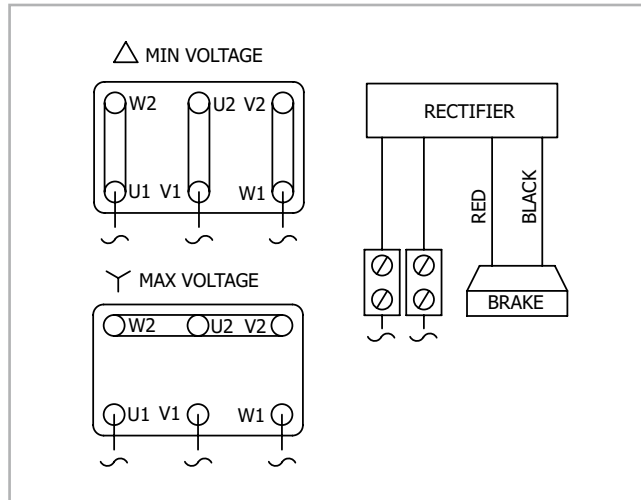 MIN VOLTAGE
W2 U2 V2
U1 V1 W1
MAX VOLTAGE
W2 U2 V2
U1 V1 W1
RECTIFIER
RED
BLACK
BRAKE